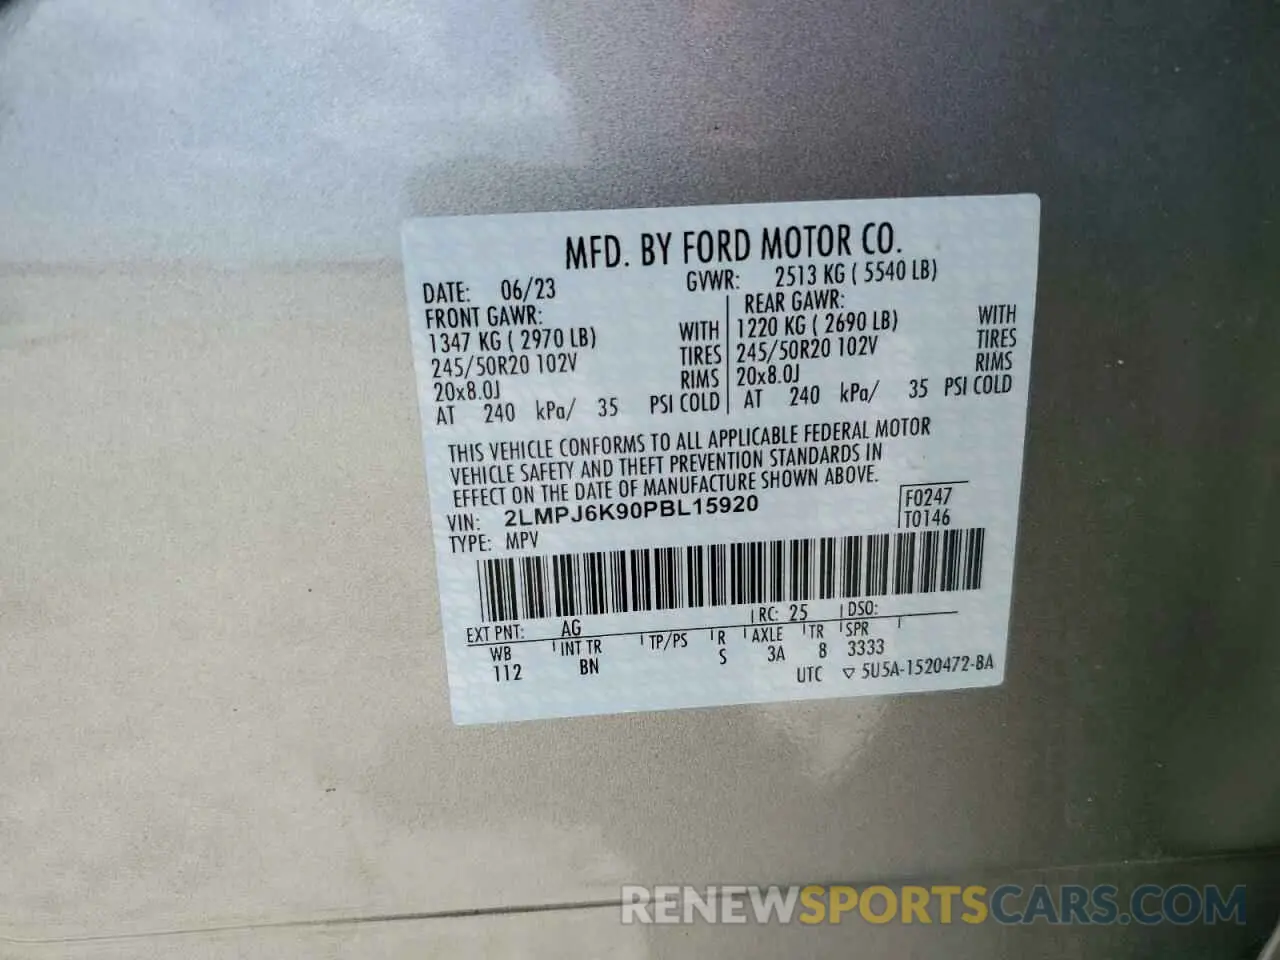 MFD. BY FORD MOTOR CO.
DATE: 06/23 GVWR: 2513 KG ( 5540 LB)
FRONT GAWR: REAR GAWR:
1347 KG ( 2970 LB) WITH 1220 KG ( 2690 LB) WITH
245/50R20 102V TIRES 245/50R20 102V TIRES
20x8.0J RIMS 20x8.0J RIMS
AT 240 kPa/ 35 PSI COLD AT 240 kPa/ 35 PSI COLD
THIS VEHICLE CONFORMS TO ALL APPLICABLE FEDERAL MOTOR
VEHICLE SAFETY AND THEFT PREVENTION STANDARDS IN
EFFECT ON THE DATE OF MANUFACTURE SHOWN ABOVE.
VIN: 2LMPJ6K90PBL15920 F0247
TYPE: MPV T0146
EXT PNT: AG RC: 25 DSO:
WB INT TR TP/PS R AXLE TR SPR
112 BN S 3A 8 3333
UTC ▽ 5U5A-1520472-BA
RENEWSPORTSCARS.COM